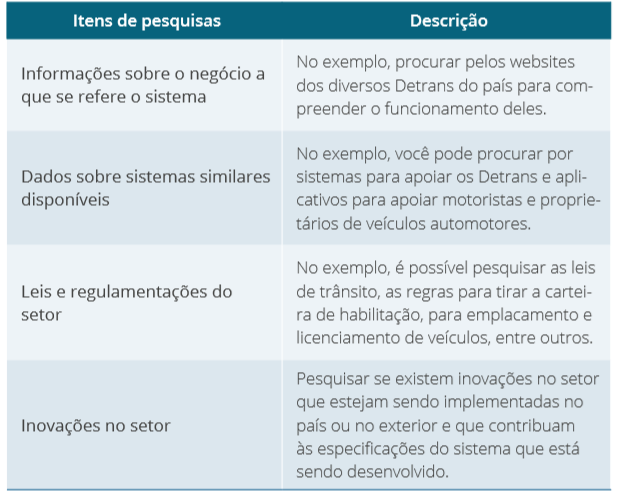 Itens de pesquisas
Descrição
Informações sobre o negócio a
que se refere o sistema
No exemplo, procurar pelos websites
dos diversos Detrans do país para com-
preender o funcionamento deles.
Dados sobre sistemas similares
disponíveis
No exemplo, você pode procurar por
sistemas para apoiar os Detrans e apli-
cativos para apoiar motoristas e proprie-
tários de veículos automotores.
Leis e regulamentações do
setor
No exemplo, é possível pesquisar as leis
de trânsito, as regras para tirar a cartei-
ra de habilitação, para emplacamento e
licenciamento de veículos, entre outros.
Inovações no setor
Pesquisar se existem inovações no setor
que estejam sendo implementadas no
país ou no exterior e que contribuam
às especificações do sistema que está
sendo desenvolvido.